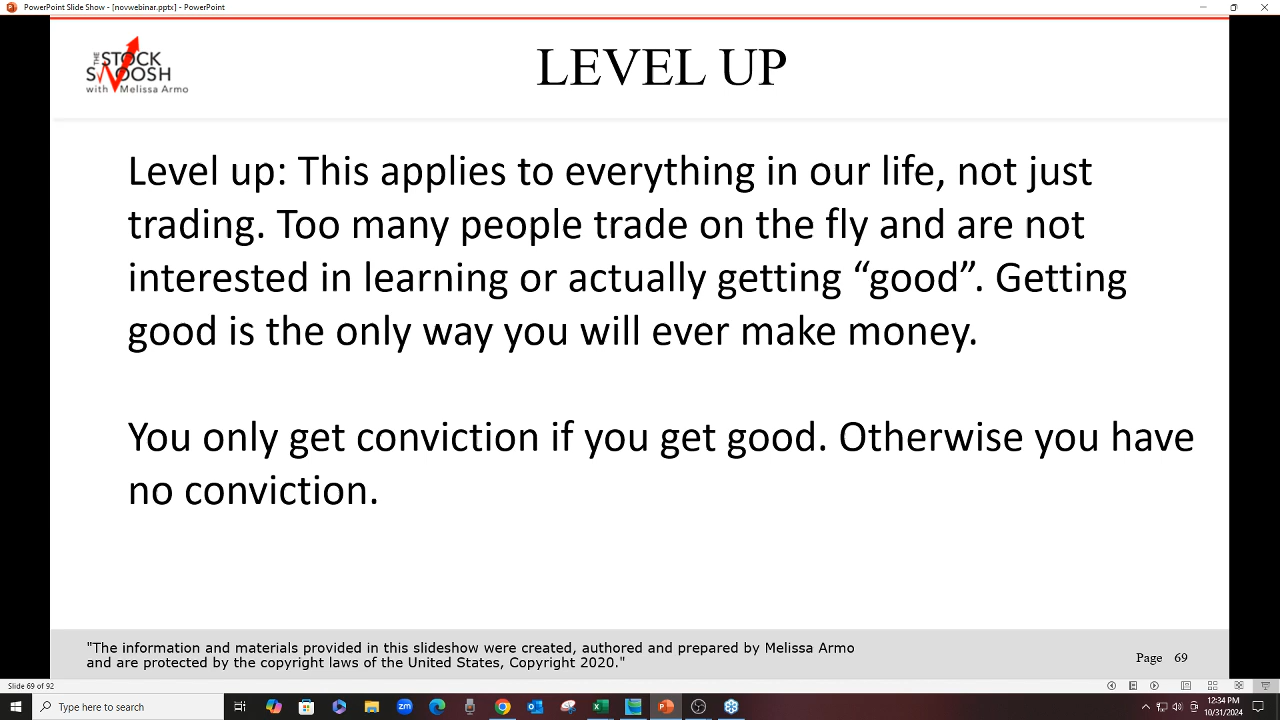 PowerPoint Slide Show - [novwebinar.pptx] - PowerPoint
THE
STOCK
SWOOSH
with Melissa Armo
LEVEL UP
Level up: This applies to everything in our life, not just
trading. Too many people trade on the fly and are not
interested in learning or actually getting “good”. Getting
good is the only way you will ever make money.
You only get conviction if you get good. Otherwise you have
no conviction.
"The information and materials provided in this slideshow were created, authored and prepared by Melissa Armo
and are protected by the copyright laws of the United States, Copyright 2020."
Page 69
Slide 69 of 92
Type here to search
zm
12:34 PM
10/31/2024